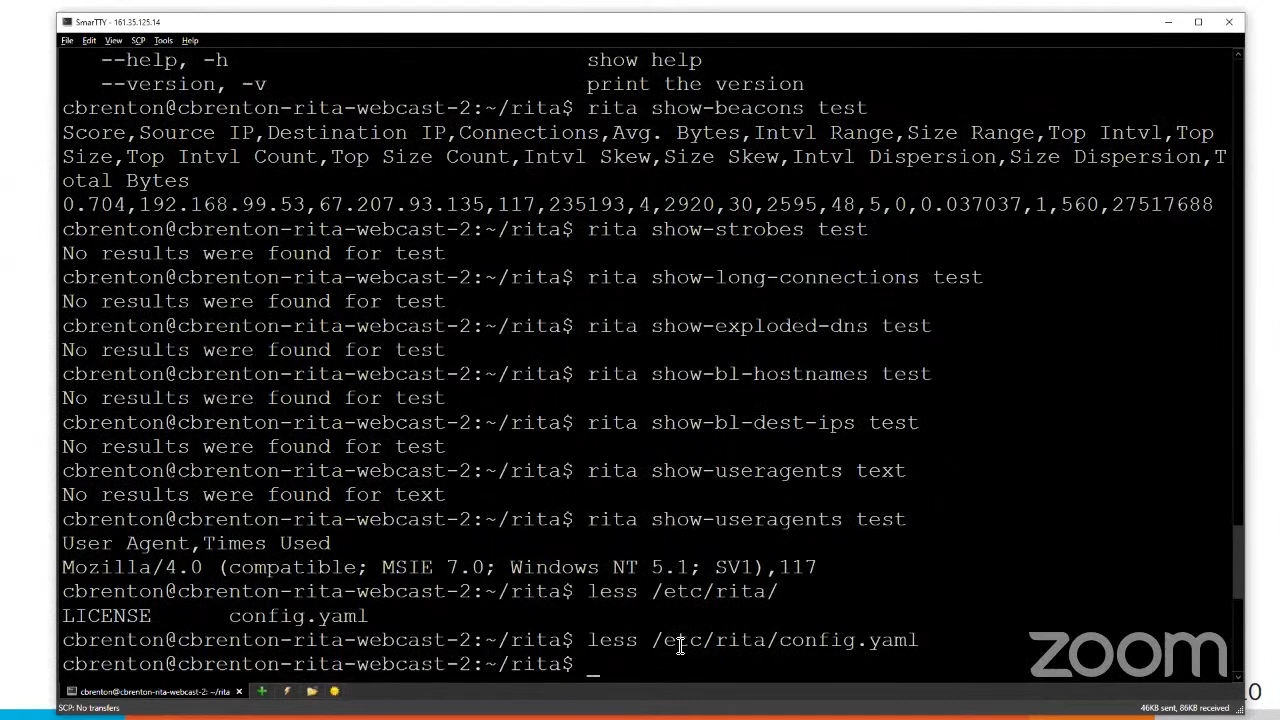 SmarTTY - 161.35.125.14
File Edit View SCP Tools Help
--help, -h show help
--version, -v print the version
cbrenton@cbrenton-rita-webcast-2:~/rita$ rita show-beacons test
Score,Source IP,Destination IP,Connections,Avg. Bytes,Intvl Range,Size Range,Top Intvl,Top
Size,Top Intvl Count,Top Size Count,Intvl Skew,Size Skew,Intvl Dispersion,Size Dispersion,T
otal Bytes
0.704,192.168.99.53,67.207.93.135,117,235193,4,2920,30,2595,48,5,0,0.037037,1,560,27517688
cbrenton@cbrenton-rita-webcast-2:~/rita$ rita show-strobes test
No results were found for test
cbrenton@cbrenton-rita-webcast-2:~/rita$ rita show-long-connections test
No results were found for test
cbrenton@cbrenton-rita-webcast-2:~/rita$ rita show-exploded-dns test
No results were found for test
cbrenton@cbrenton-rita-webcast-2:~/rita$ rita show-bl-hostnames test
No results were found for test
cbrenton@cbrenton-rita-webcast-2:~/rita$ rita show-bl-dest-ips test
No results were found for test
cbrenton@cbrenton-rita-webcast-2:~/rita$ rita show-useragents text
No results were found for text
cbrenton@cbrenton-rita-webcast-2:~/rita$ rita show-useragents test
User Agent,Times Used
Mozilla/4.0 (compatible; MSIE 7.0; Windows NT 5.1; SV1),117
cbrenton@cbrenton-rita-webcast-2:~/rita$ less /etc/rita/
LICENSE config.yaml
cbrenton@cbrenton-rita-webcast-2:~/rita$ less /etc/rita/config.yaml
cbrenton@cbrenton-rita-webcast-2:~/rita$ _
zoom
cbrenton@cbrenton-rita-webcast-2: ~/rita
SCP: No transfers 46KB sent, 86KB received